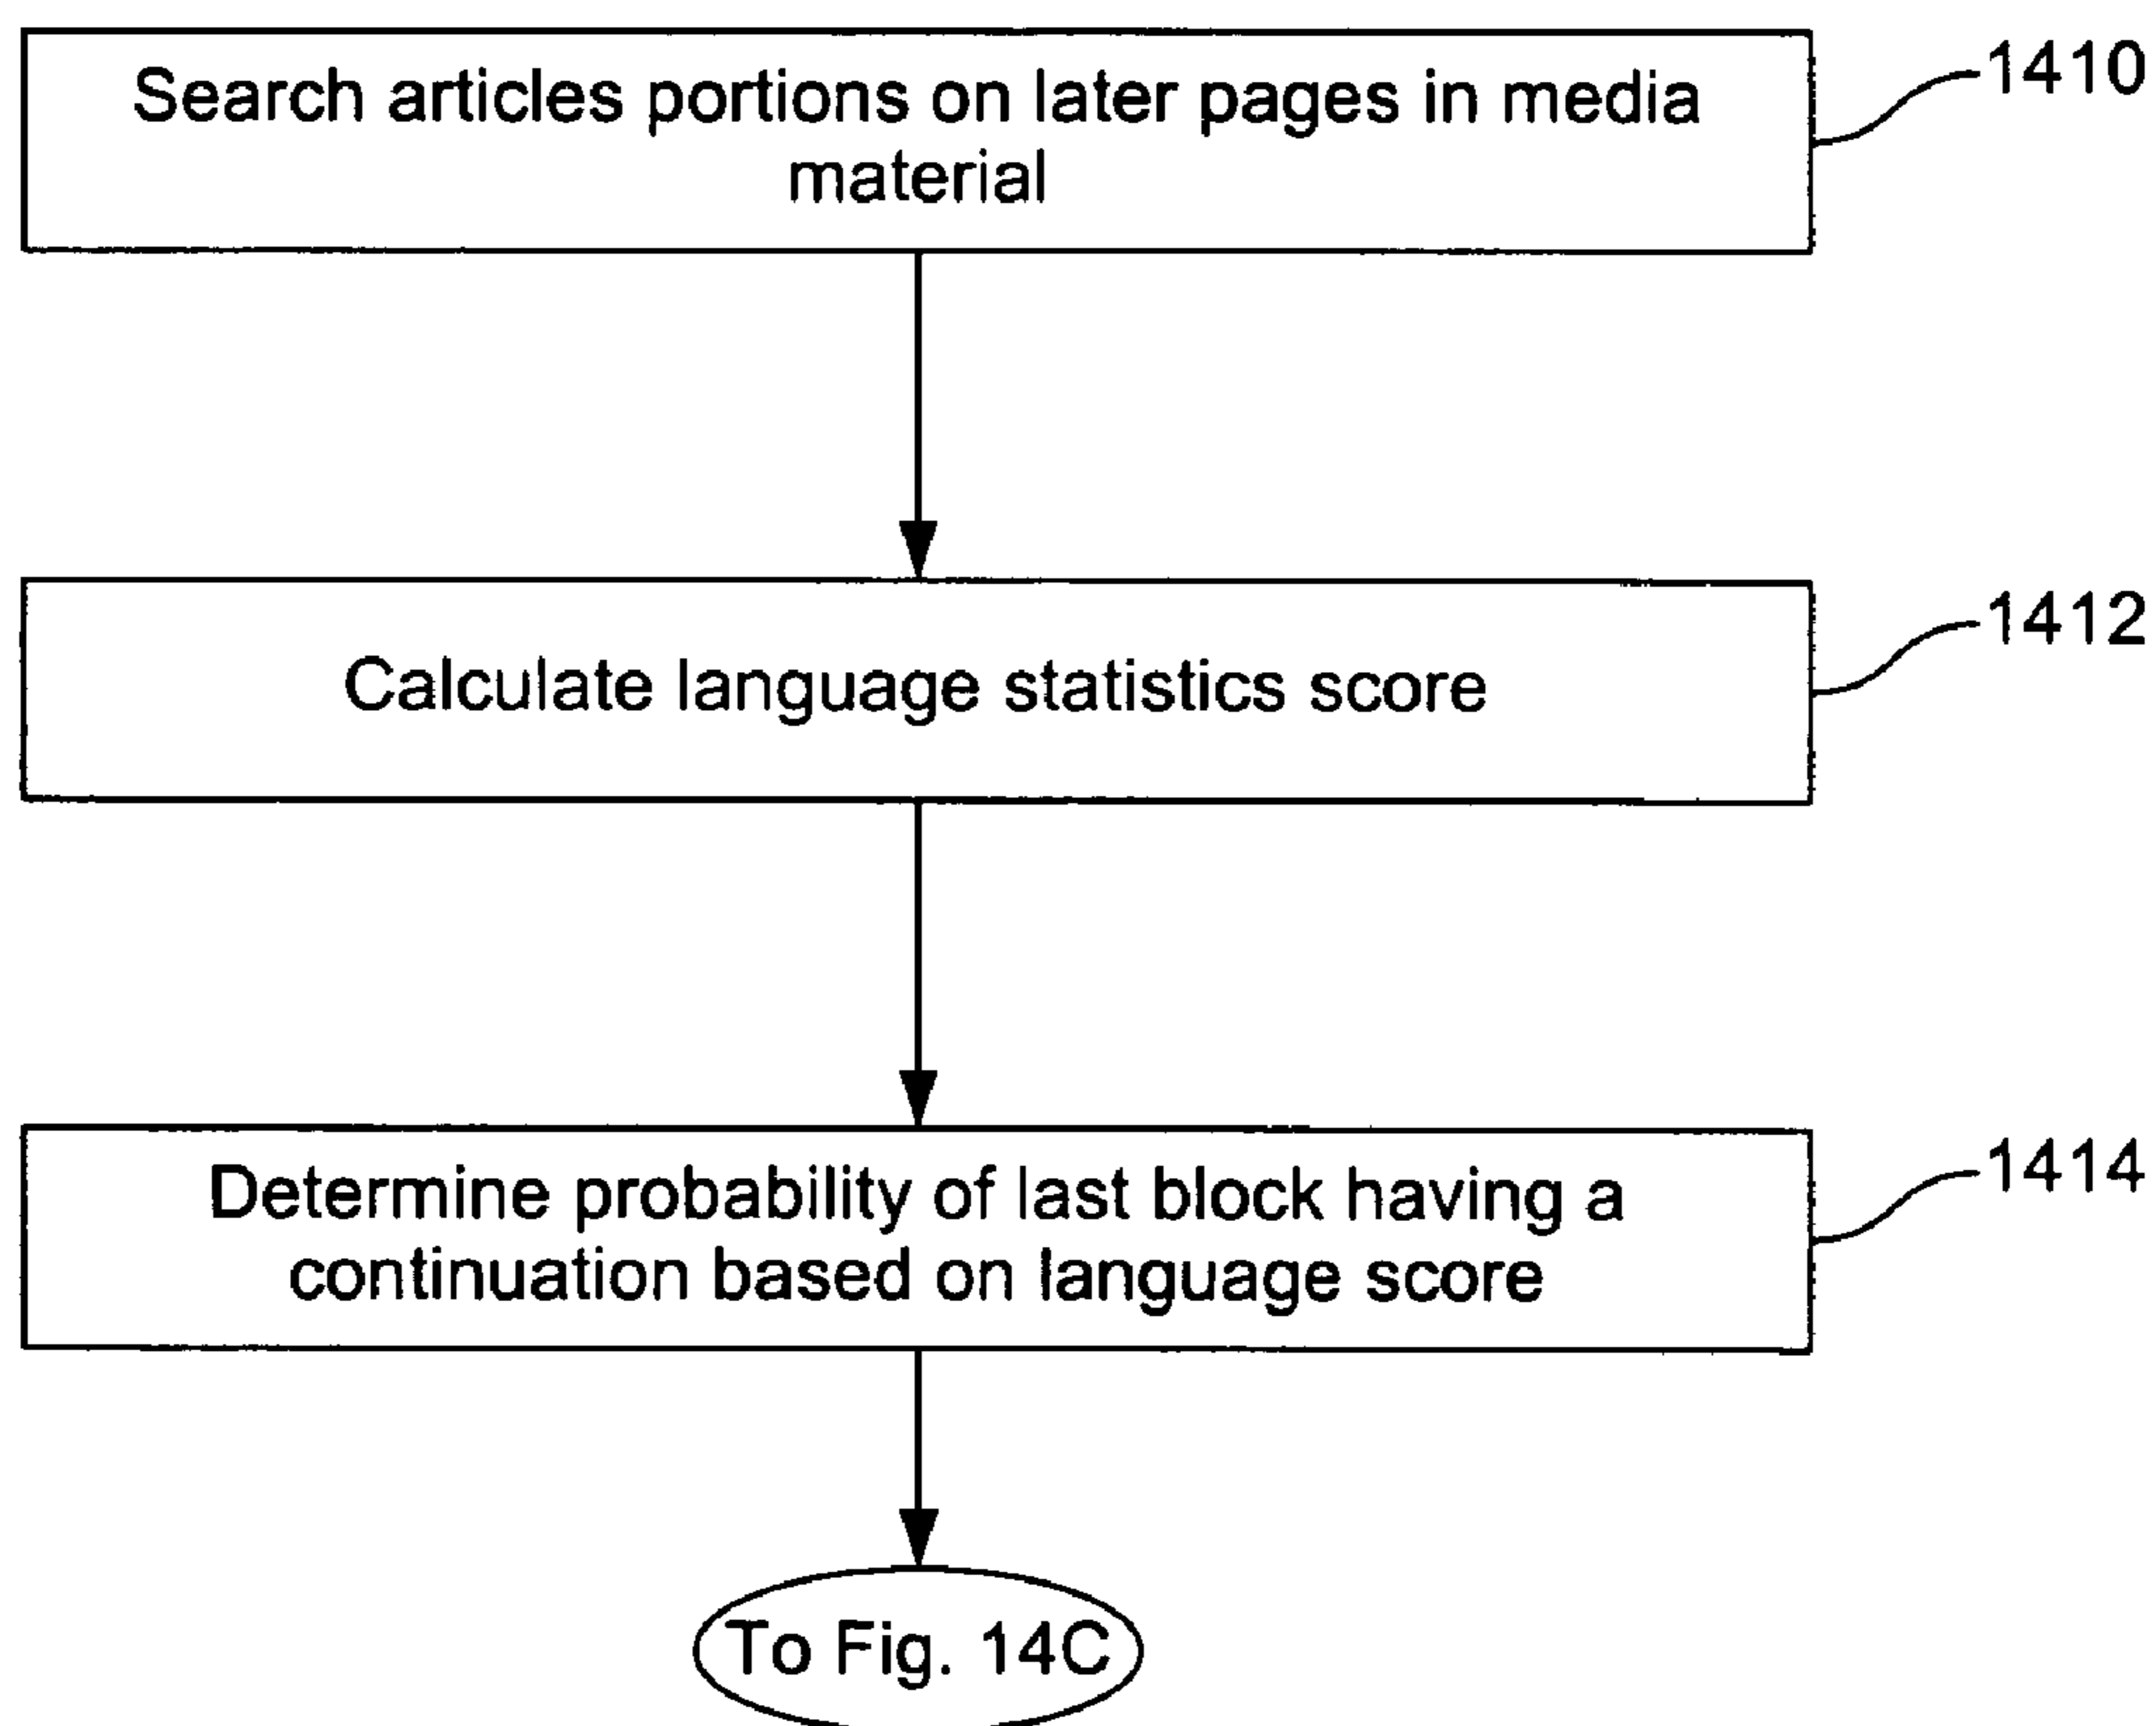 Search articles portions on later pages in media
material
1410
Calculate language statistics score
1412
Determine probability of last block having a
continuation based on language score
1414
To Fig. 14C